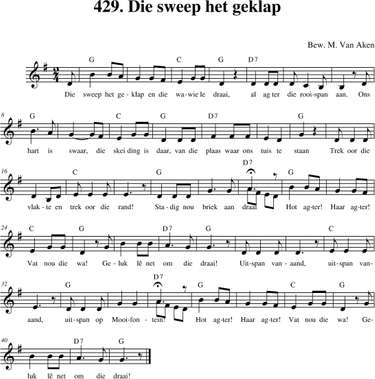 429. Die sweep het geklap
Bew. M. Van Aken
G C G D7
Die sweep het ge - klap en die wa - wie le draai, al ag ter die rooi - span aan. Ons
8 G C G D7 G
hart is swaar, die skei ding is daar, van die plaas waar ons tuis te staan Trek oor die
16 C G D7 G
vlak - te en trek oor die rand! Sta - dig nou briek aan draai! Hot ag - ter! Haar ag - ter!
24 C G D7 G D7
Vat nou die wa! Ge - luk lê net om die draai! Uit - span van - aand, uit - span van -
32 G D7 G C G
aand, uit - span op Mooi - fon - tein! Hot ag - ter! Haar ag - ter! Vat nou die wa! Ge -
40 D7 G
luk lê net om die draai!